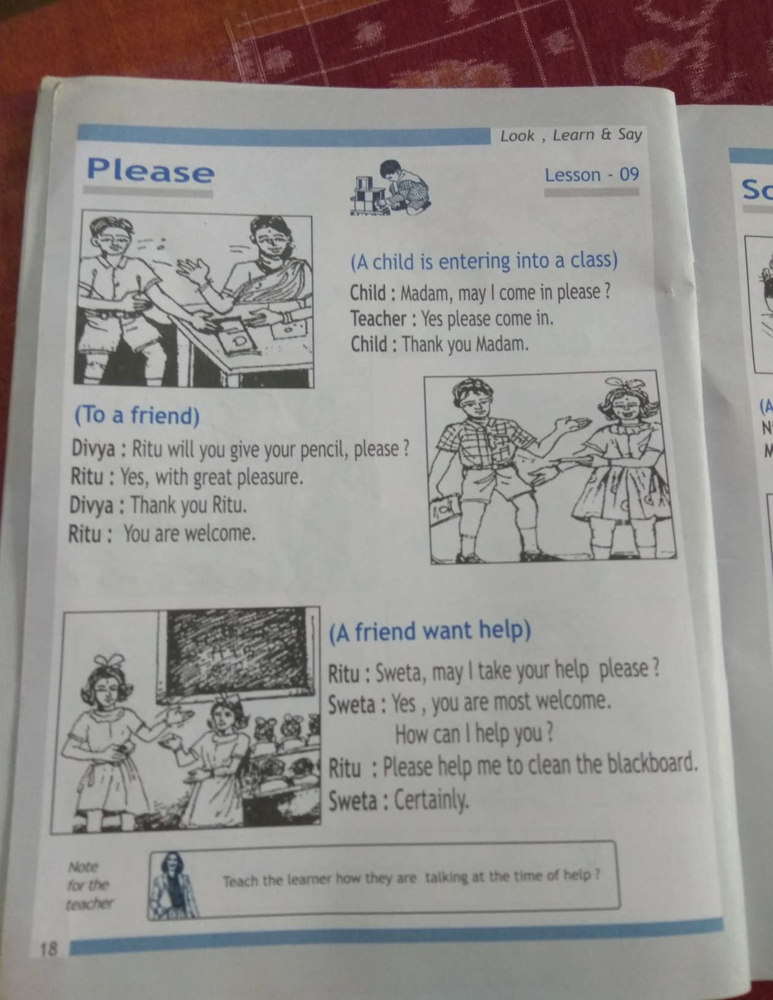 Look , Learn & Say
Please
Lesson - 09
(A child is entering into a class)
Child : Madam, may I come in please ?
Teacher : Yes please come in.
Child : Thank you Madam.
(To a friend)
Divya : Ritu will you give your pencil, please ?
Ritu : Yes, with great pleasure.
Divya : Thank you Ritu.
Ritu : You are welcome.
(A friend want help)
Ritu : Sweta, may I take your help please ?
Sweta : Yes , you are most welcome.
How can I help you ?
Ritu : Please help me to clean the blackboard.
Sweta : Certainly.
Note
for the
teacher
Teach the learner how they are talking at the time of help ?
18